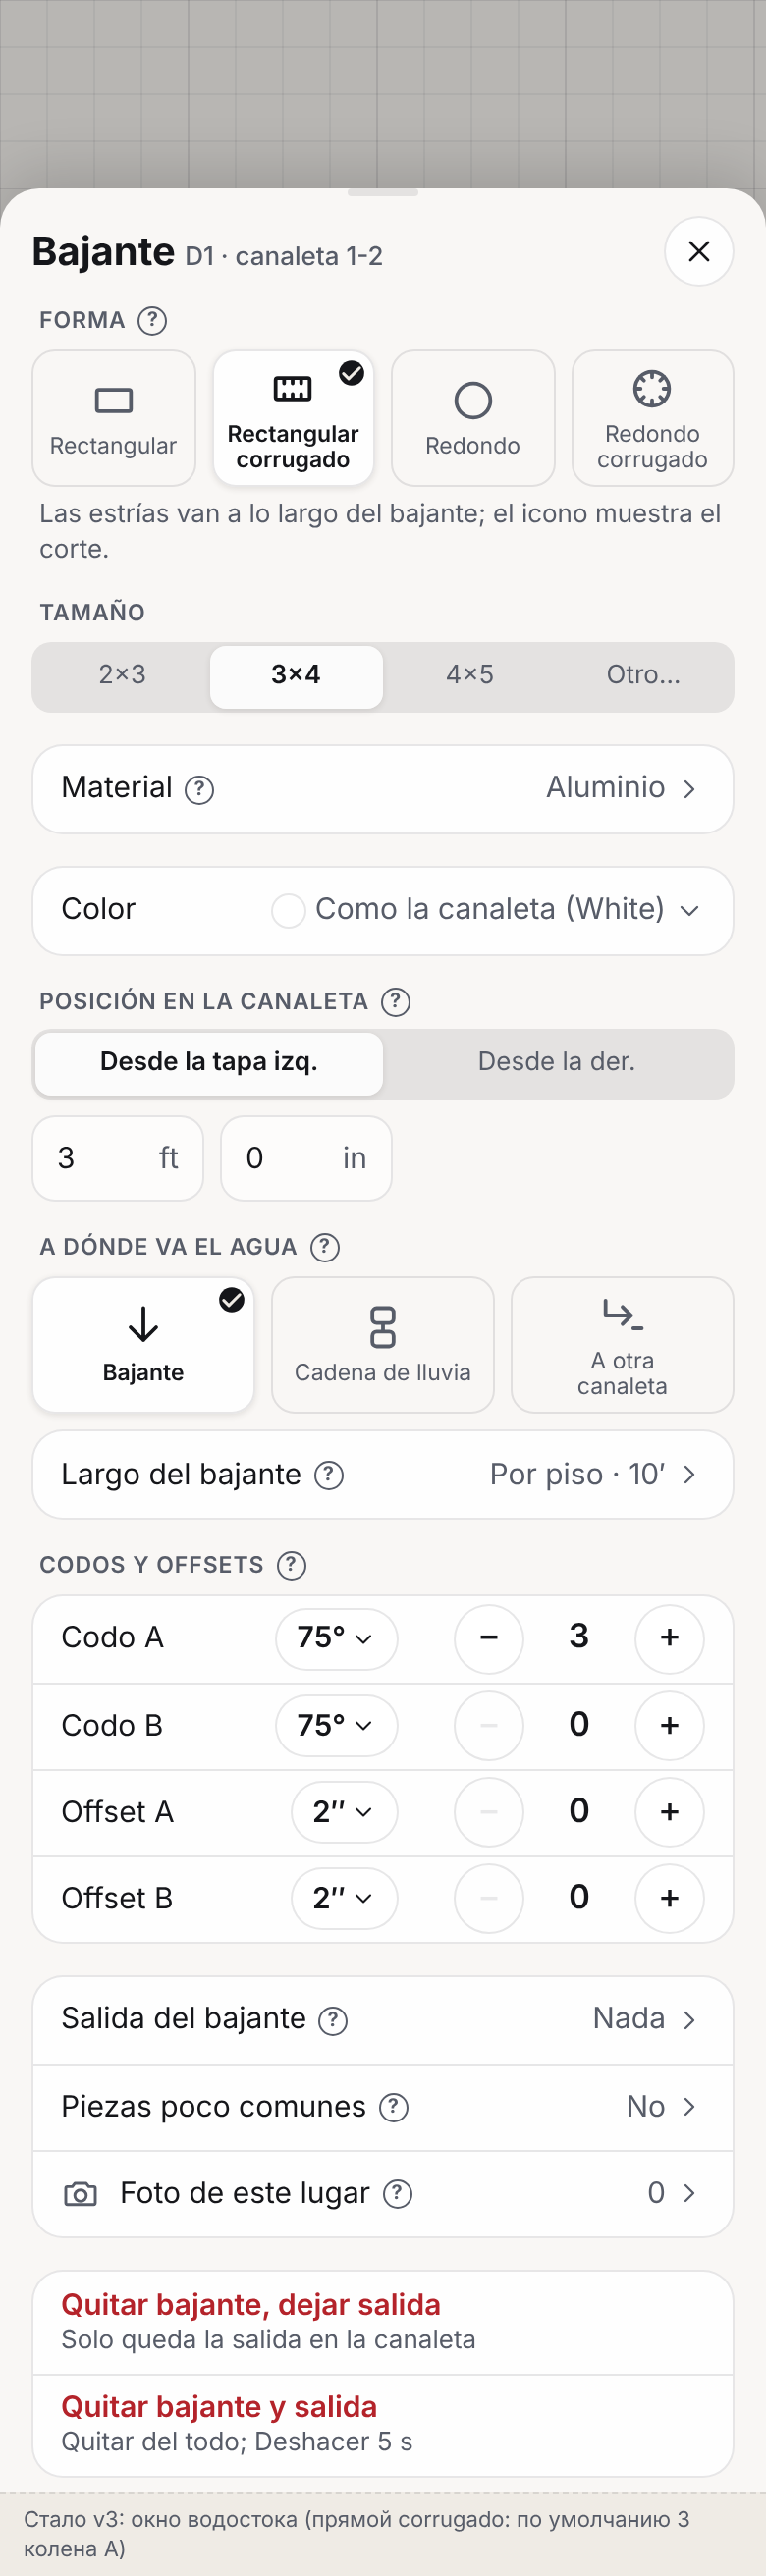 Bajante D1 · canaleta 1-2
FORMA ?
Rectangular
Rectangular
corrugado
Redondo
Redondo
corrugado
Las estrías van a lo largo del bajante; el icono muestra el
corte.
TAMAÑO
2×3 3×4 4×5 Otro...
Material ? Aluminio
Color Como la canaleta (White)
POSICIÓN EN LA CANALETA ?
Desde la tapa izq. Desde la der.
3 ft 0 in
A DÓNDE VA EL AGUA ?
Bajante
Cadena de lluvia
A otra
canaleta
Largo del bajante ? Por piso · 10′
CODOS Y OFFSETS ?
Codo A 75° − 3 +
Codo B 75° − 0 +
Offset A 2″ − 0 +
Offset B 2″ − 0 +
Salida del bajante ? Nada
Piezas poco comunes ? No
Foto de este lugar ? 0
Quitar bajante, dejar salida
Solo queda la salida en la canaleta
Quitar bajante y salida
Quitar del todo; Deshacer 5 s
Стало v3: окно водостока (прямой corrugado: по умолчанию 3
колена A)